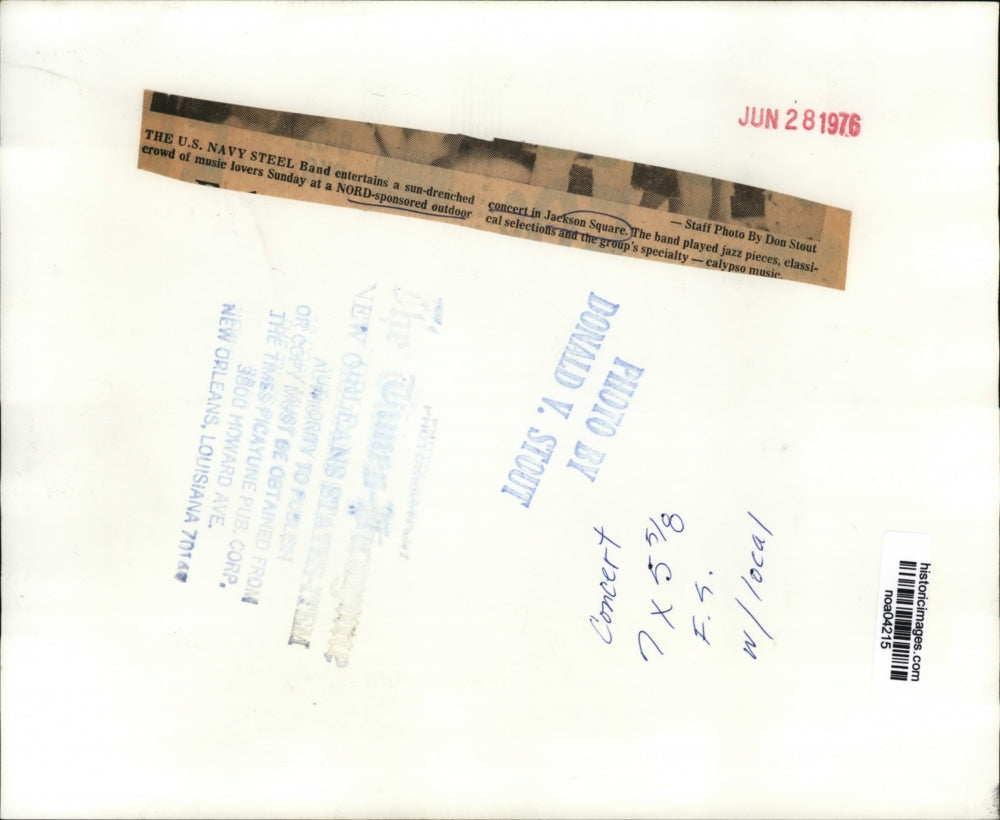 JUN 28 1976
THE U.S. NAVY STEEL Band entertains a sun-drenched
crowd of music lovers Sunday at a NORD-sponsored outdoor
concert in Jackson Square. The band played jazz pieces, classi-
cal selections and the group's specialty — calypso music.
— Staff Photo By Don Stout
The Times-Picayune
NEW ORLEANS STATES-ITEM
AUTHORITY TO PUBLISH
OR COPY MUST BE OBTAINED FROM
THE TIMES-PICAYUNE PUB. CORP.
3800 HOWARD AVE.
NEW ORLEANS, LOUISIANA
PHOTO BY
DONALD V. STOUT
Concert
7 X 5 5/8
F.S.
w/local
historicimages.com
noa04215